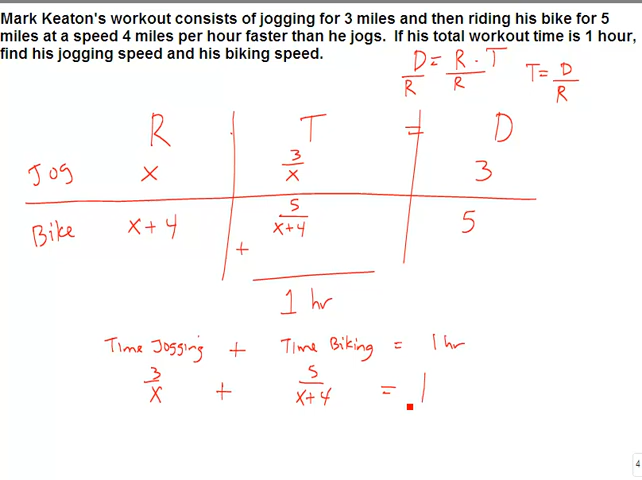 Mark Keaton's workout consists of jogging for 3 miles and then riding his bike for 5
miles at a speed 4 miles per hour faster than he jogs. If his total workout time is 1 hour,
find his jogging speed and his biking speed.
D/R = R · T/R T = D/R
R · T = D
Jog x 3/x 3
Bike x+4 + 5/x+4 5
1 hr
Time Jogging + Time Biking = 1 hr
3/x + 5/x+4 = 1
4